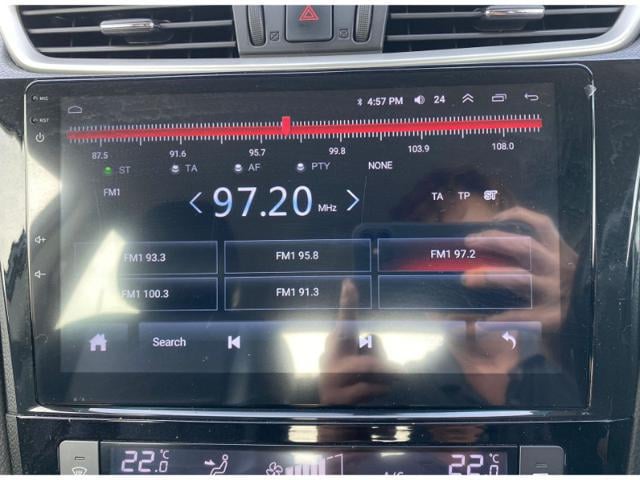 MIC
4:57 PM 24
RST
87.5 91.6 95.7 99.8 103.9 108.0
ST TA AF PTY NONE
FM1
97.20 MHz
TA TP ST
FM1 93.3 FM1 95.8 FM1 97.2
FM1 100.3 FM1 91.3
Search
22.0°C 22.0°C
A/C